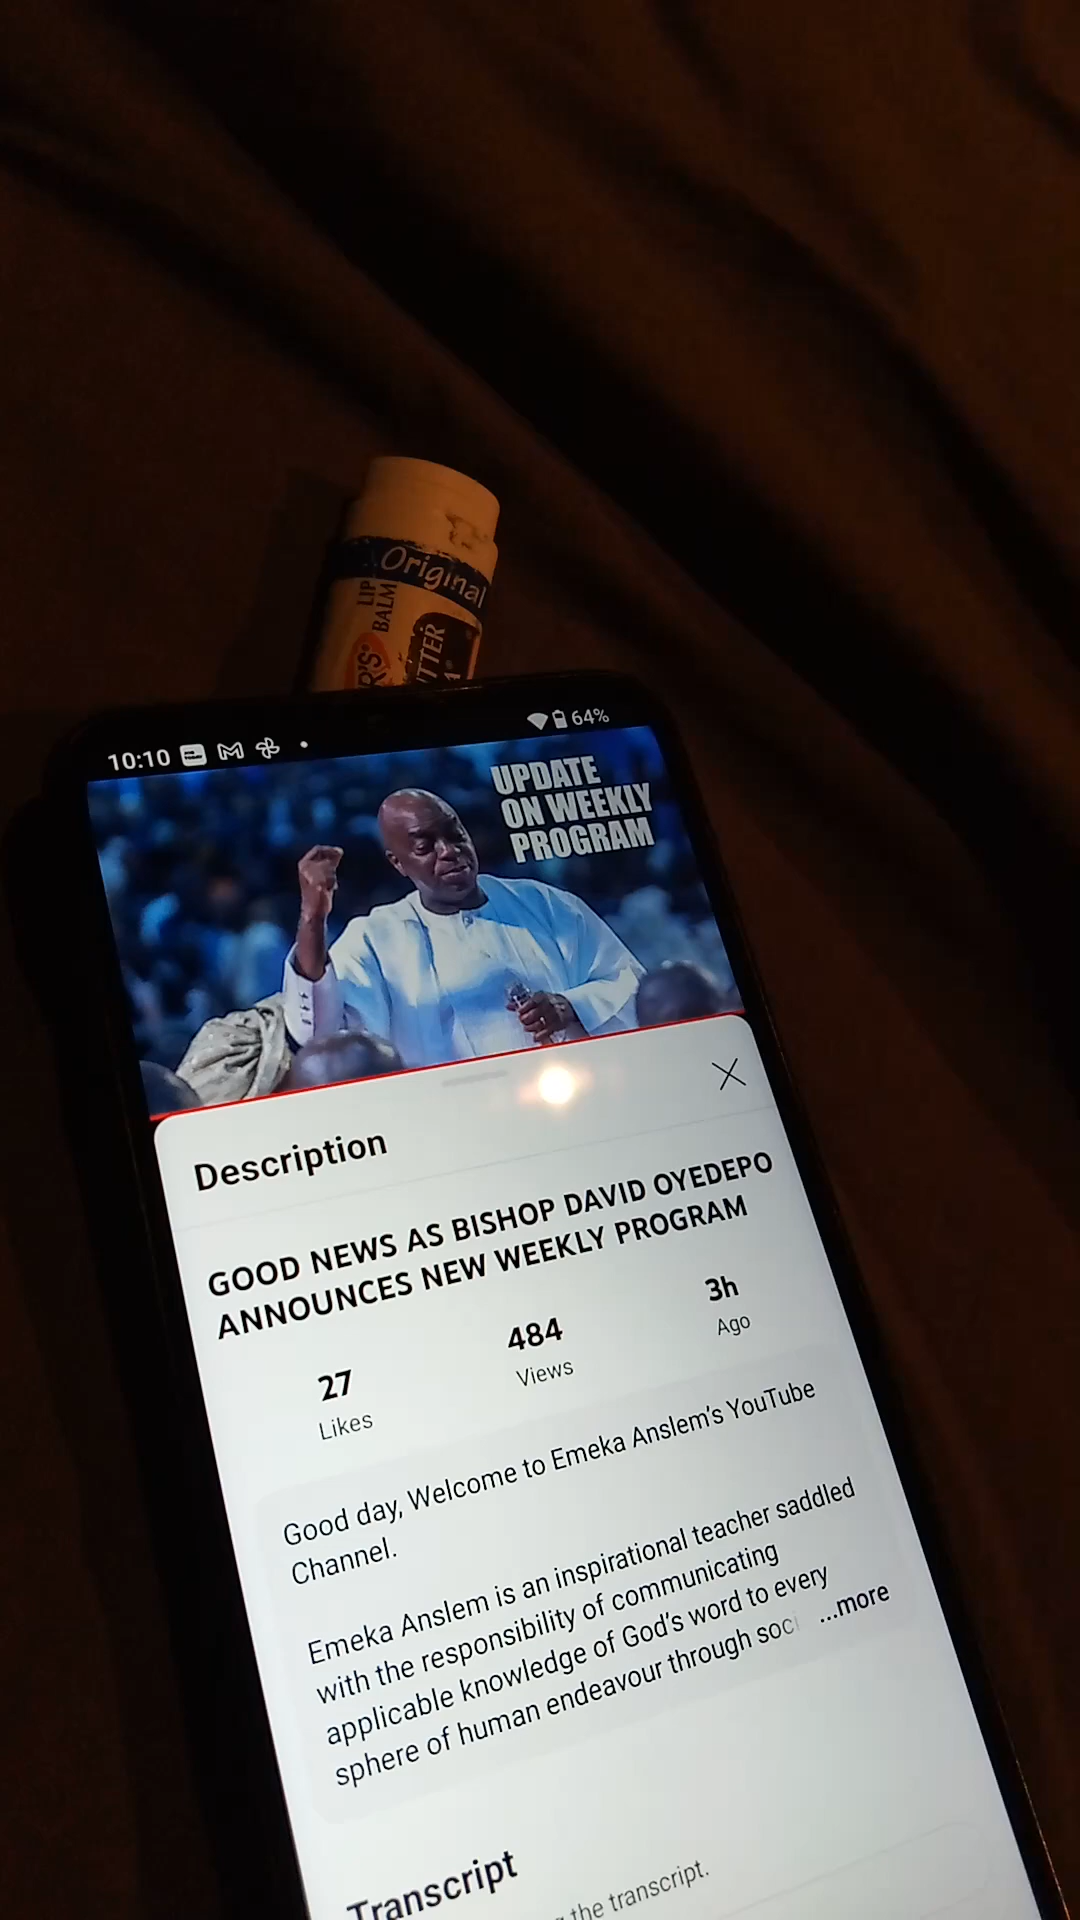 Original
LIP
BALM
R'S
10:10
64%
UPDATE
ON WEEKLY
PROGRAM
Description
GOOD NEWS AS BISHOP DAVID OYEDEPO
ANNOUNCES NEW WEEKLY PROGRAM
27
Likes
484
Views
3h
Ago
Good day, Welcome to Emeka Anslem's YouTube
Channel.
Emeka Anslem is an inspirational teacher saddled
with the responsibility of communicating
applicable knowledge of God's word to every
sphere of human endeavour through soc ...more
Transcript
the transcript.